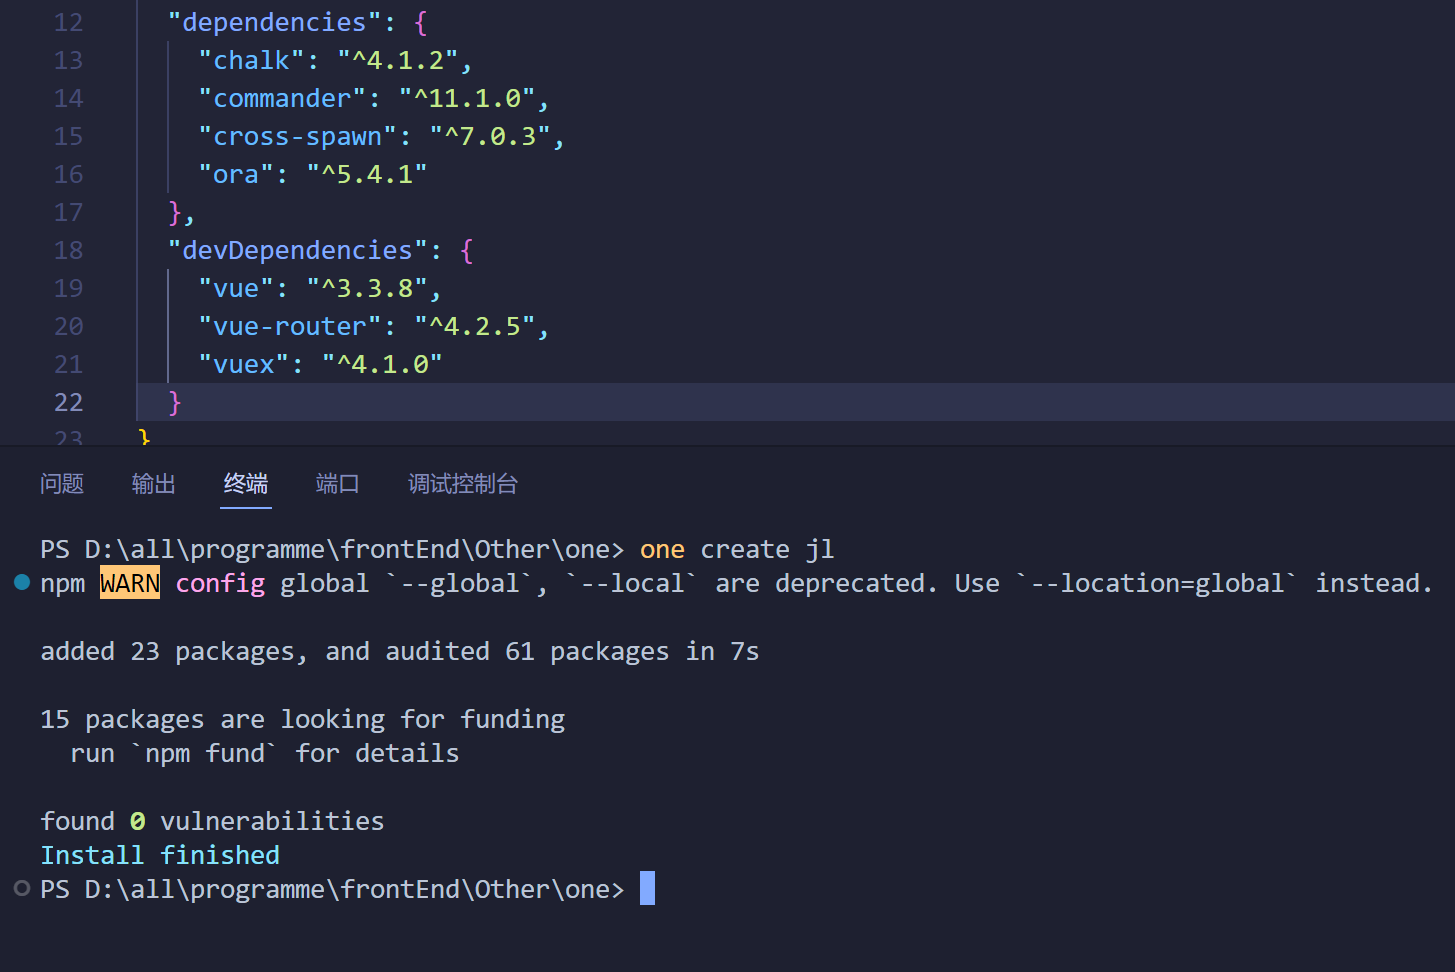 12 "dependencies": {
13 "chalk": "^4.1.2",
14 "commander": "^11.1.0",
15 "cross-spawn": "^7.0.3",
16 "ora": "^5.4.1"
17 },
18 "devDependencies": {
19 "vue": "^3.3.8",
20 "vue-router": "^4.2.5",
21 "vuex": "^4.1.0"
22 }
23 }
问题 输出 终端 端口 调试控制台
PS D:\all\programme\frontEnd\Other\one> one create jl
npm WARN config global `--global`, `--local` are deprecated. Use `--location=global` instead.
added 23 packages, and audited 61 packages in 7s
15 packages are looking for funding
run `npm fund` for details
found 0 vulnerabilities
Install finished
PS D:\all\programme\frontEnd\Other\one>